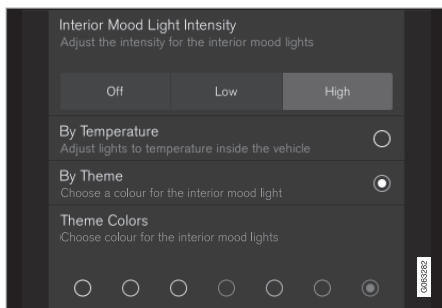 Interior Mood Light Intensity
Adjust the intensity for the interior mood lights
Off Low High
By Temperature
Adjust lights to temperature inside the vehicle
By Theme
Choose a colour for the interior mood light
Theme Colors
Choose colour for the interior mood lights
G063282